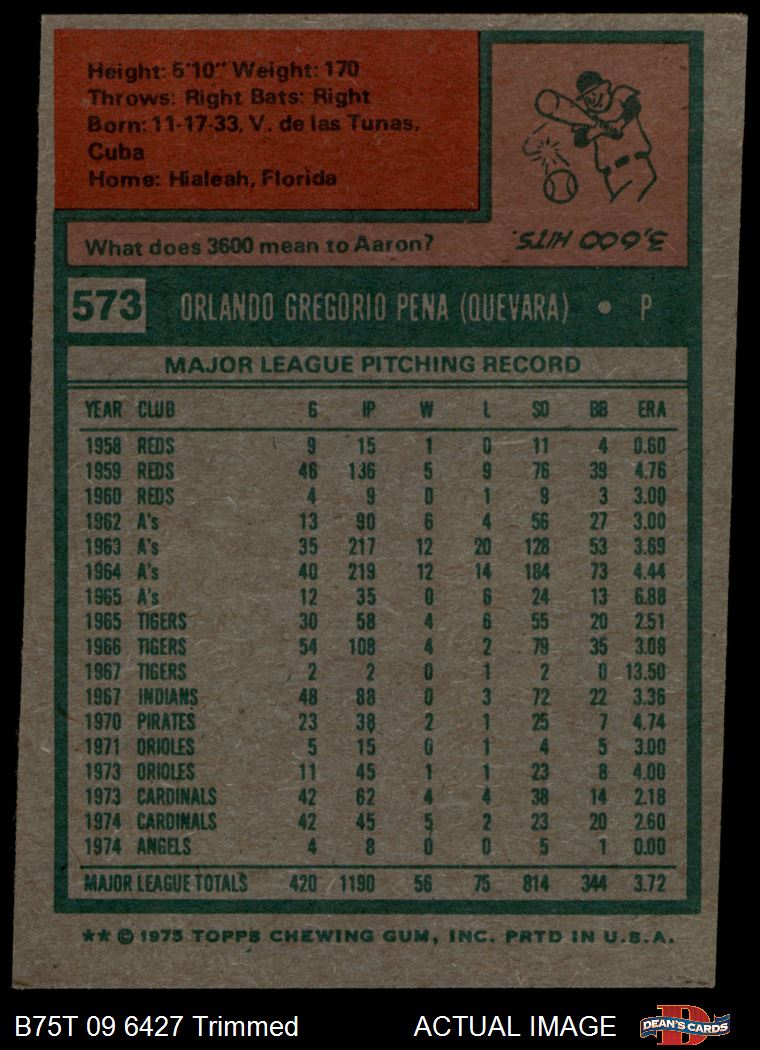 Height: 5'10" Weight: 170
Throws: Right Bats: Right
Born: 11-17-33, V. de las Tunas,
Cuba
Home: Hialeah, Florida
What does 3600 mean to Aaron?
3,600 HITS.
573 ORLANDO GREGORIO PENA (QUEVARA) • P
MAJOR LEAGUE PITCHING RECORD
YEAR CLUB G IP W L SO BB ERA
1958 REDS 9 15 1 0 11 4 0.60
1959 REDS 46 136 5 9 76 39 4.76
1960 REDS 4 9 0 1 9 3 3.00
1962 A's 13 90 6 4 56 27 3.00
1963 A's 35 217 12 20 128 53 3.69
1964 A's 40 219 12 14 184 73 4.44
1965 A's 12 35 0 6 24 13 6.88
1965 TIGERS 30 58 4 6 55 20 2.51
1966 TIGERS 54 108 4 2 79 35 3.08
1967 TIGERS 2 2 0 1 2 0 13.50
1967 INDIANS 48 88 0 3 72 22 3.36
1970 PIRATES 23 38 2 1 25 7 4.74
1971 ORIOLES 5 15 0 1 4 5 3.00
1973 ORIOLES 11 45 1 1 23 8 4.00
1973 CARDINALS 42 62 4 4 38 14 2.18
1974 CARDINALS 42 45 5 2 23 20 2.60
1974 ANGELS 4 8 0 0 5 1 0.00
MAJOR LEAGUE TOTALS 420 1190 56 75 814 344 3.72
** © 1975 TOPPS CHEWING GUM, INC. PRTD IN U.S.A.
B75T 09 6427 Trimmed ACTUAL IMAGE D DEAN'S CARDS